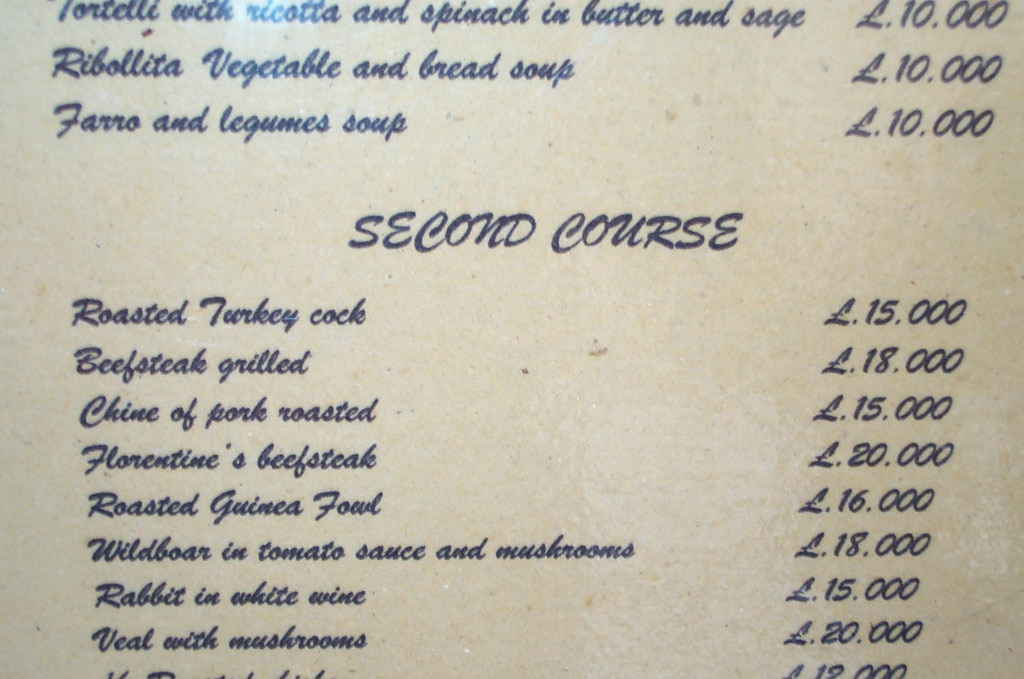 Tortelli with ricotta and spinach in butter and sage £.10.000
Ribollita Vegetable and bread soup £.10.000
Farro and legumes soup £.10.000
SECOND COURSE
Roasted Turkey cock £.15.000
Beefsteak grilled £.18.000
Chine of pork roasted £.15.000
Florentine's beefsteak £.20.000
Roasted Guinea Fowl £.16.000
Wildboar in tomato sauce and mushrooms £.18.000
Rabbit in white wine £.15.000
Veal with mushrooms £.20.000